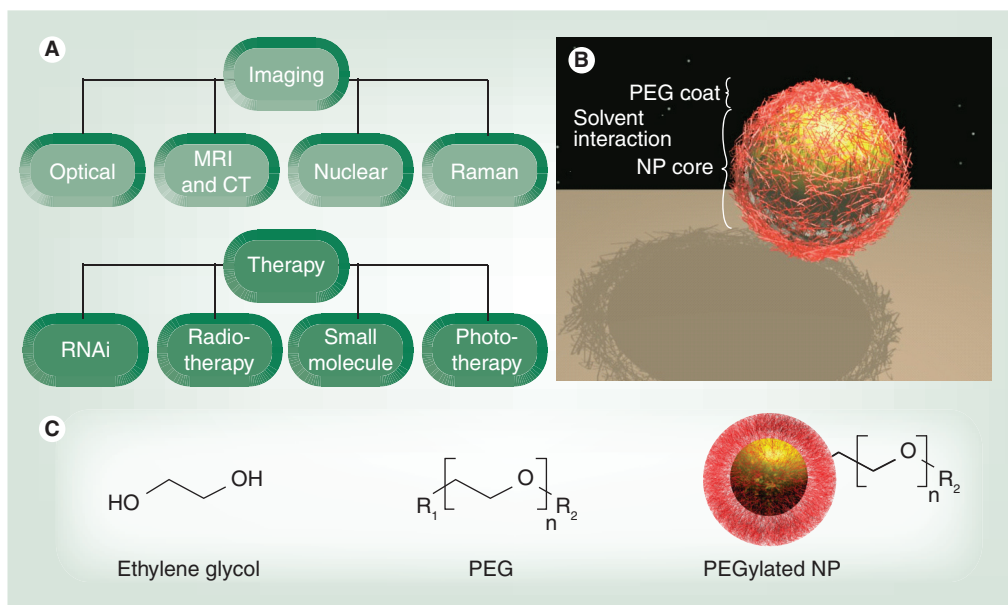 A
Imaging
Optical
MRI
and CT
Nuclear
Raman
Therapy
RNAi
Radio-
therapy
Small
molecule
Photo-
therapy
B
PEG coat
Solvent
interaction
NP core
C
HO
OH
R1
O
n
R2
O
n
R2
Ethylene glycol
PEG
PEGylated NP